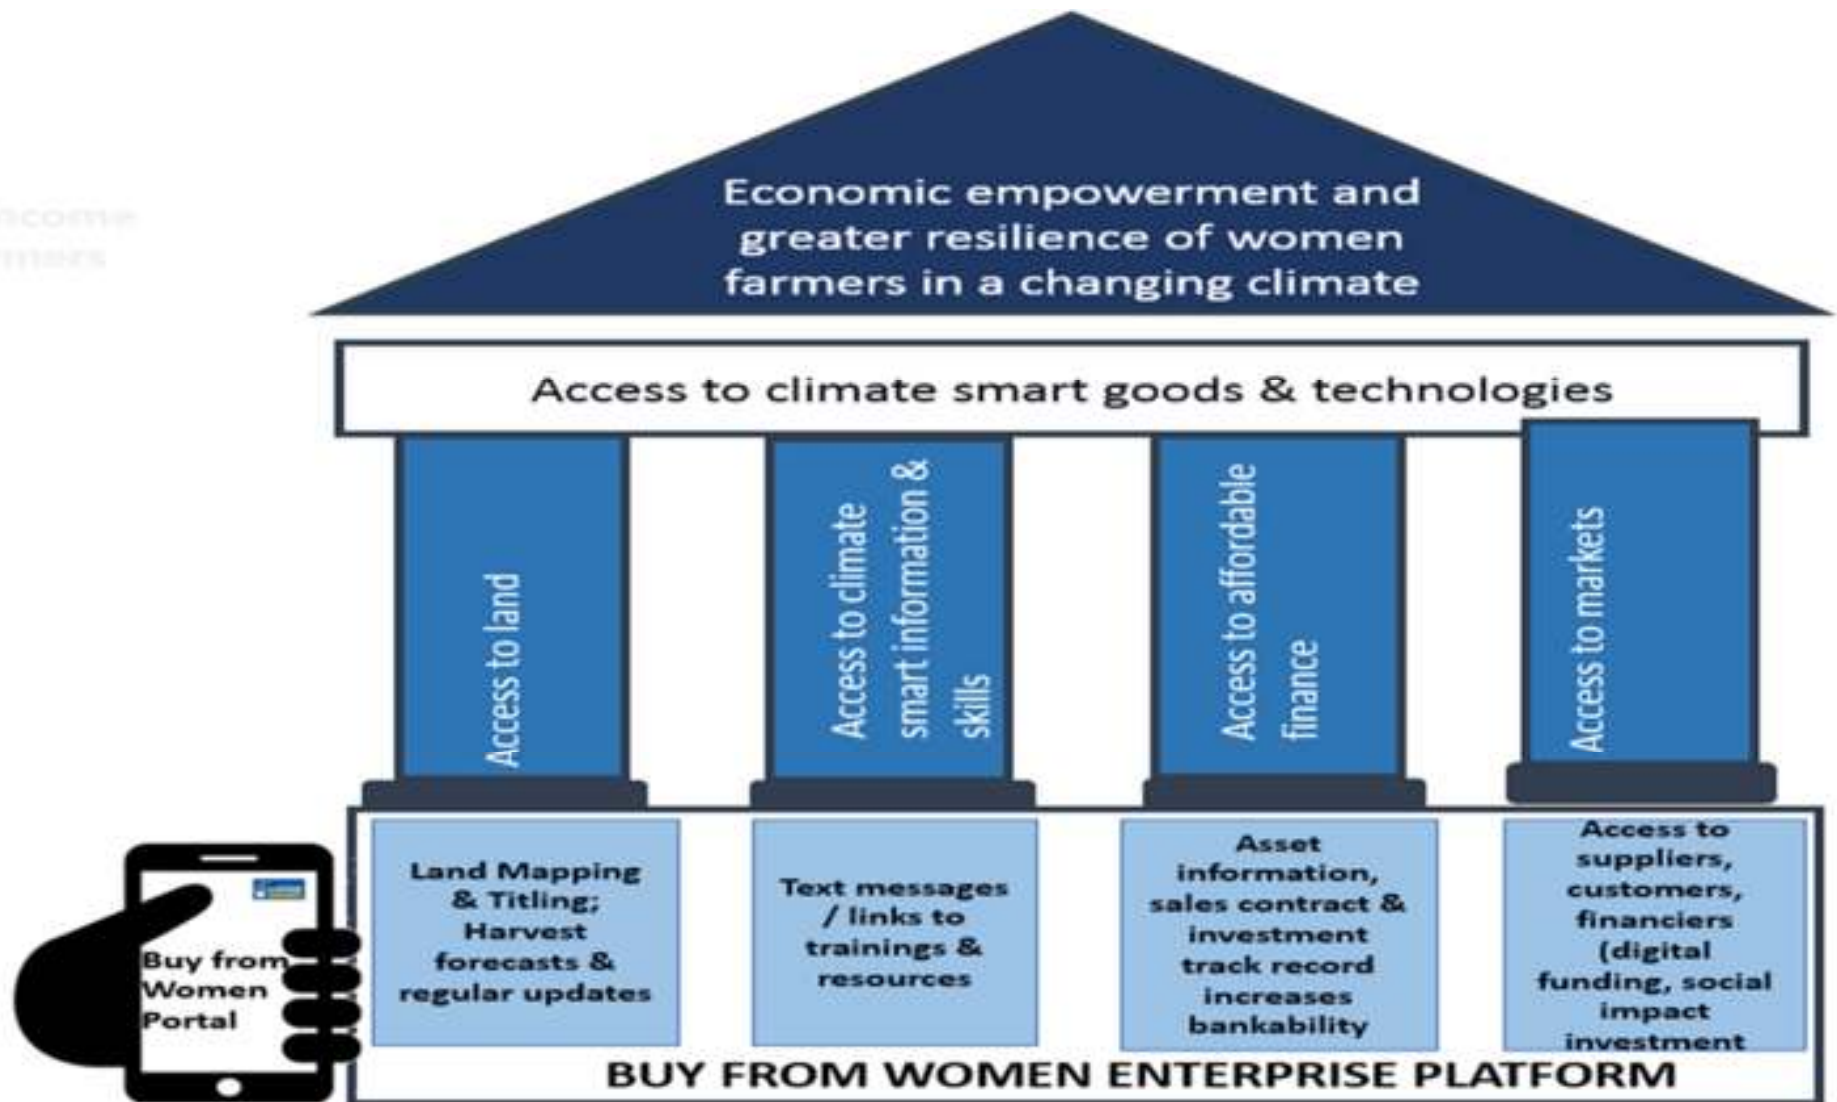 Economic empowerment and
greater resilience of women
farmers in a changing climate
Access to climate smart goods & technologies
Access to land
Access to climate
smart information &
skills
Access to affordable
finance
Access to markets
Land Mapping
& Titling;
Harvest
forecasts &
regular updates
Text messages
/ links to
trainings &
resources
Asset
information,
sales contract &
investment
track record
increases
bankability
Access to
suppliers,
customers,
financiers
(digital
funding, social
impact
investment
Buy from
Women
Portal
BUY FROM WOMEN ENTERPRISE PLATFORM